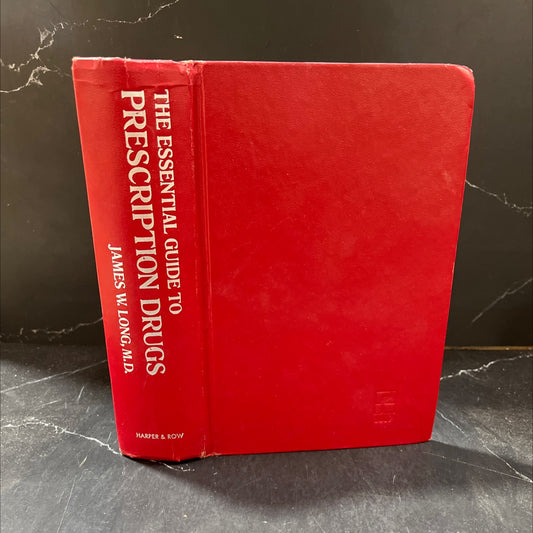 THE ESSENTIAL GUIDE TO
PRESCRIPTION DRUGS
JAMES W. LONG, M.D.
HARPER & ROW